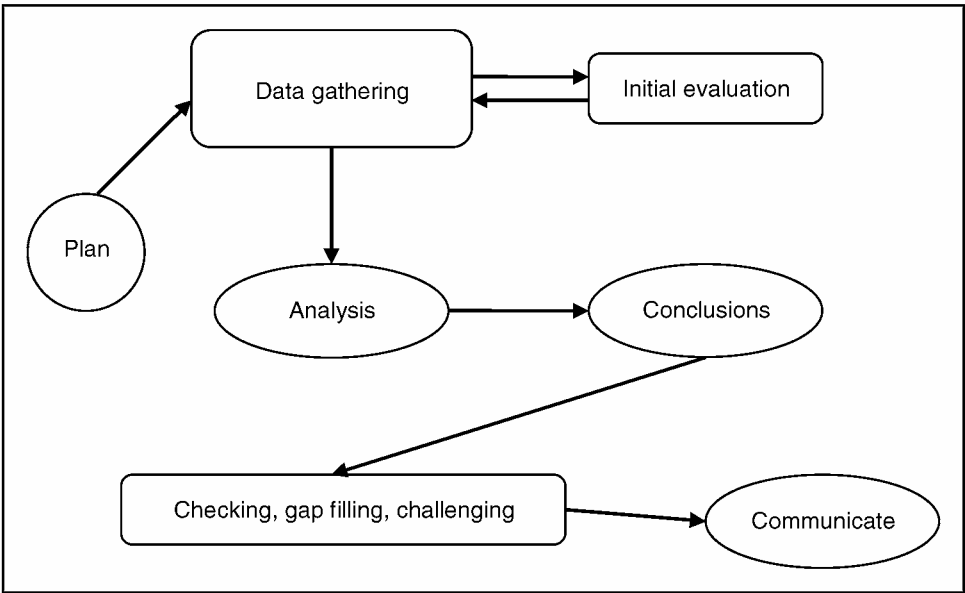 Data gathering
Initial evaluation
Plan
Analysis
Conclusions
Checking, gap filling, challenging
Communicate